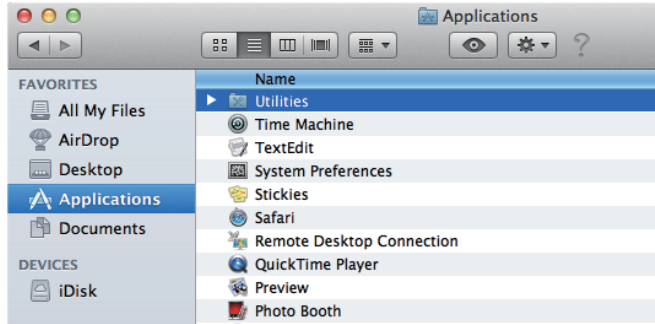 Applications
?
FAVORITES
All My Files
AirDrop
Desktop
Applications
Documents
DEVICES
iDisk
Name
Utilities
Time Machine
TextEdit
System Preferences
Stickies
Safari
Remote Desktop Connection
QuickTime Player
Preview
Photo Booth